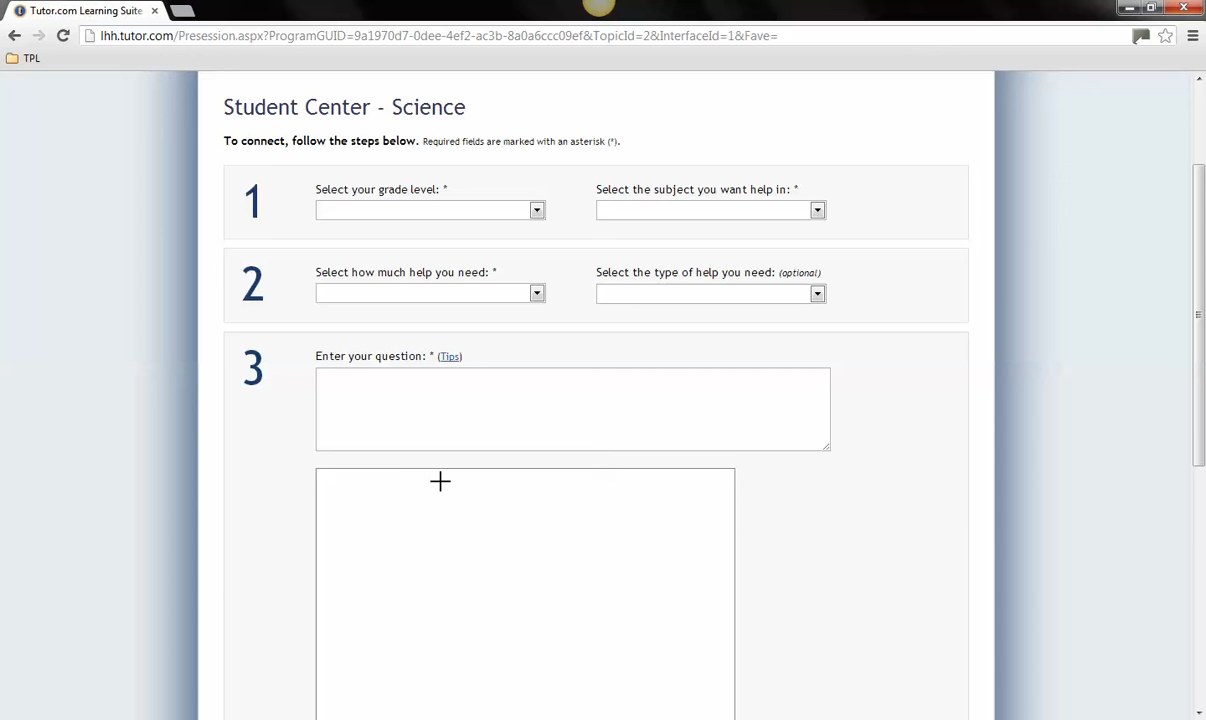 Tutor.com Learning Suite
lhh.tutor.com/Presession.aspx?ProgramGUID=9a1970d7-0dee-4ef2-ac3b-8a0a6ccc09ef&TopicId=2&InterfaceId=1&Fave=
TPL
Student Center - Science
To connect, follow the steps below. Required fields are marked with an asterisk (*).
1 Select your grade level: * Select the subject you want help in: *
2 Select how much help you need: * Select the type of help you need: (optional)
3 Enter your question: * (Tips)